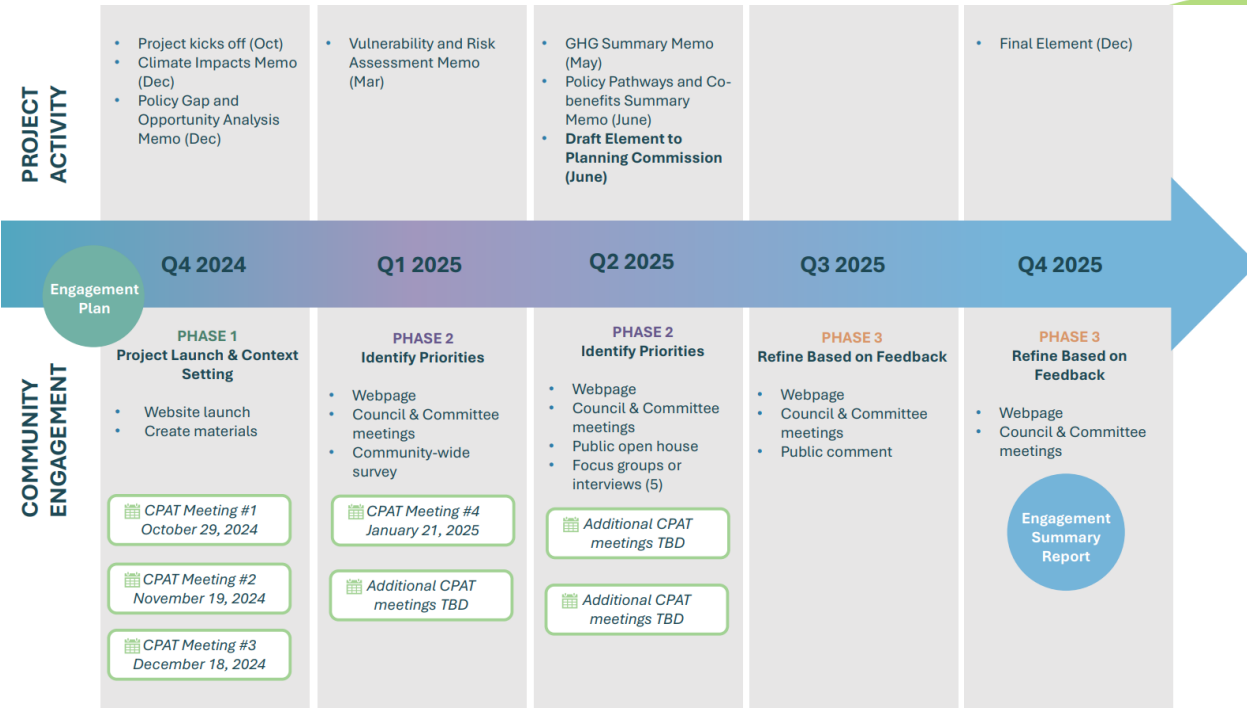 PROJECT
ACTIVITY
• Project kicks off (Oct)
• Climate Impacts Memo
(Dec)
• Policy Gap and
Opportunity Analysis
Memo (Dec)
• Vulnerability and Risk
Assessment Memo
(Mar)
• GHG Summary Memo
(May)
• Policy Pathways and Co-
benefits Summary
Memo (June)
• Draft Element to
Planning Commission
(June)
• Final Element (Dec)
Engagement
Plan
Q4 2024
Q1 2025
Q2 2025
Q3 2025
Q4 2025
COMMUNITY
ENGAGEMENT
PHASE 1
Project Launch & Context
Setting
• Website launch
• Create materials
CPAT Meeting #1
October 29, 2024
CPAT Meeting #2
November 19, 2024
CPAT Meeting #3
December 18, 2024
PHASE 2
Identify Priorities
• Webpage
• Council & Committee
meetings
• Community-wide
survey
CPAT Meeting #4
January 21, 2025
Additional CPAT
meetings TBD
PHASE 2
Identify Priorities
• Webpage
• Council & Committee
meetings
• Public open house
• Focus groups or
interviews (5)
Additional CPAT
meetings TBD
Additional CPAT
meetings TBD
PHASE 3
Refine Based on Feedback
• Webpage
• Council & Committee
meetings
• Public comment
PHASE 3
Refine Based on
Feedback
• Webpage
• Council & Committee
meetings
Engagement
Summary
Report